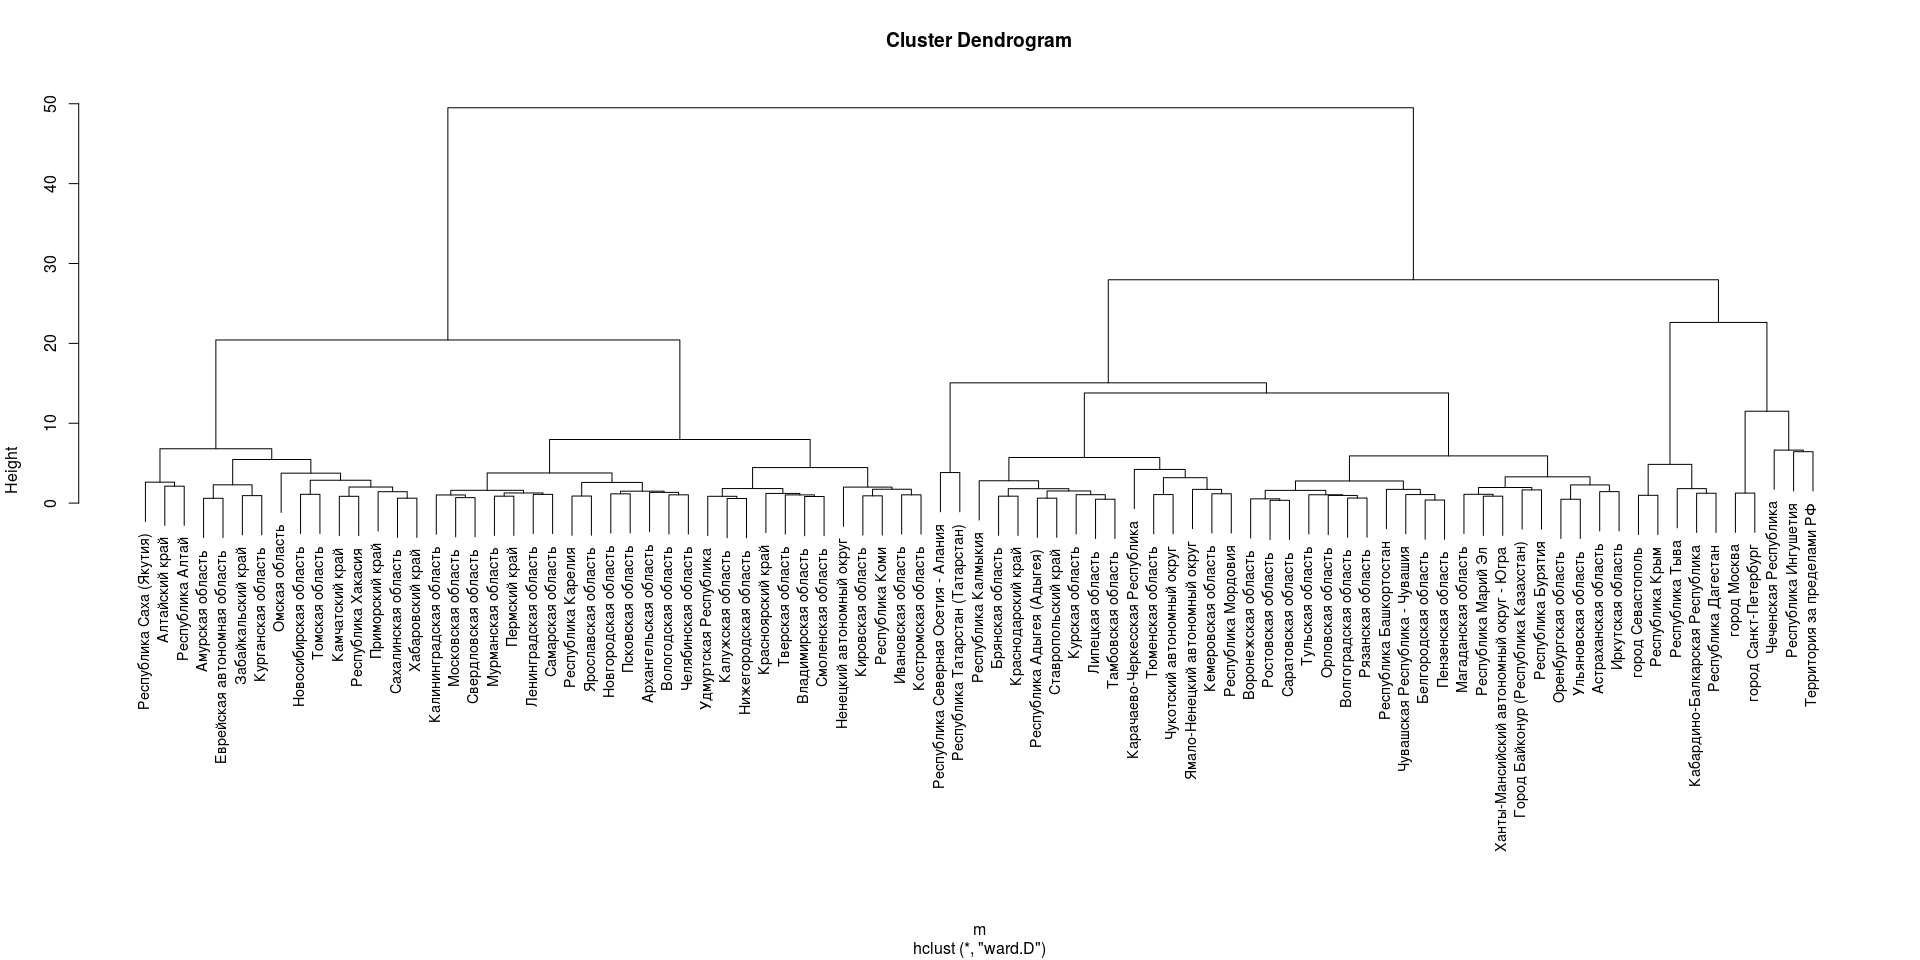 Cluster Dendrogram
Height
50
40
30
20
10
0
Республика Саха (Якутия)
Алтайский край
Республика Алтай
Амурская область
Еврейская автономная область
Забайкальский край
Курганская область
Омская область
Новосибирская область
Томская область
Камчатский край
Республика Хакасия
Приморский край
Сахалинская область
Хабаровский край
Калининградская область
Московская область
Свердловская область
Мурманская область
Пермский край
Ленинградская область
Самарская область
Республика Карелия
Ярославская область
Новгородская область
Псковская область
Архангельская область
Вологодская область
Челябинская область
Удмуртская Республика
Калужская область
Нижегородская область
Красноярский край
Тверская область
Владимирская область
Смоленская область
Ненецкий автономный округ
Кировская область
Республика Коми
Ивановская область
Костромская область
Республика Северная Осетия - Алания
Республика Татарстан (Татарстан)
Республика Калмыкия
Брянская область
Краснодарский край
Республика Адыгея (Адыгея)
Ставропольский край
Курская область
Липецкая область
Тамбовская область
Карачаево-Черкесская Республика
Тюменская область
Чукотский автономный округ
Ямало-Ненецкий автономный округ
Кемеровская область
Республика Мордовия
Воронежская область
Ростовская область
Саратовская область
Тульская область
Орловская область
Волгоградская область
Рязанская область
Республика Башкортостан
Чувашская Республика - Чувашия
Белгородская область
Пензенская область
Магаданская область
Республика Марий Эл
Ханты-Мансийский автономный округ - Югра
Город Байконур (Республика Казахстан)
Республика Бурятия
Оренбургская область
Ульяновская область
Астраханская область
Иркутская область
город Севастополь
Республика Крым
Республика Тыва
Кабардино-Балкарская Республика
Республика Дагестан
город Москва
город Санкт-Петербург
Чеченская Республика
Республика Ингушетия
Территория за пределами РФ
m
hclust (*, "ward.D")